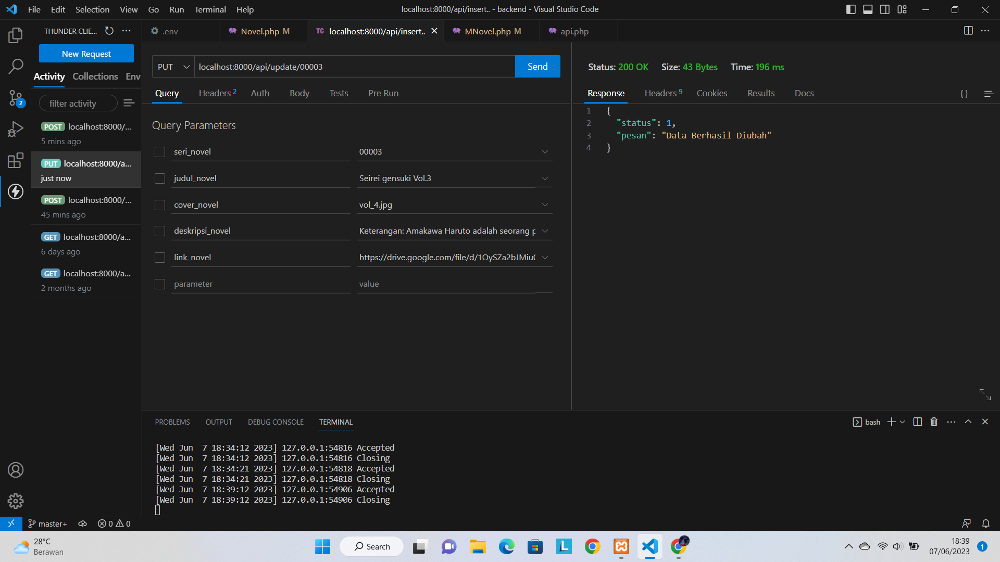 File Edit Selection View Go Run Terminal Help
localhost:8000/api/insert.. - backend - Visual Studio Code
THUNDER CLIE...
.env
Novel.php M
TC localhost:8000/api/insert..
MNovel.php M
api.php
New Request
Activity Collections Env
filter activity
POST localhost:8000/...
5 mins ago
PUT localhost:8000/a...
just now
POST localhost:8000/...
45 mins ago
GET localhost:8000/a...
6 days ago
GET localhost:8000/a...
2 months ago
2
PUT localhost:8000/api/update/00003 Send
Query Headers 2 Auth Body Tests Pre Run
Query Parameters
seri_novel 00003
judul_novel Seirei gensuki Vol.3
cover_novel vol_4.jpg
deskripsi_novel Keterangan: Amakawa Haruto adalah seorang p
link_novel https://drive.google.com/file/d/1OySZa2bJMiu
parameter value
Status: 200 OK Size: 43 Bytes Time: 196 ms
Response Headers 9 Cookies Results Docs
{ }
1 {
2 "status": 1,
3 "pesan": "Data Berhasil Diubah"
4 }
PROBLEMS OUTPUT DEBUG CONSOLE TERMINAL
bash
[Wed Jun  7 18:34:12 2023] 127.0.0.1:54816 Accepted
[Wed Jun  7 18:34:12 2023] 127.0.0.1:54816 Closing
[Wed Jun  7 18:34:21 2023] 127.0.0.1:54818 Accepted
[Wed Jun  7 18:34:21 2023] 127.0.0.1:54818 Closing
[Wed Jun  7 18:39:12 2023] 127.0.0.1:54906 Accepted
[Wed Jun  7 18:39:12 2023] 127.0.0.1:54906 Closing
master+ 0 0
28°C
Berawan
Search
L
18:39
07/06/2023
1